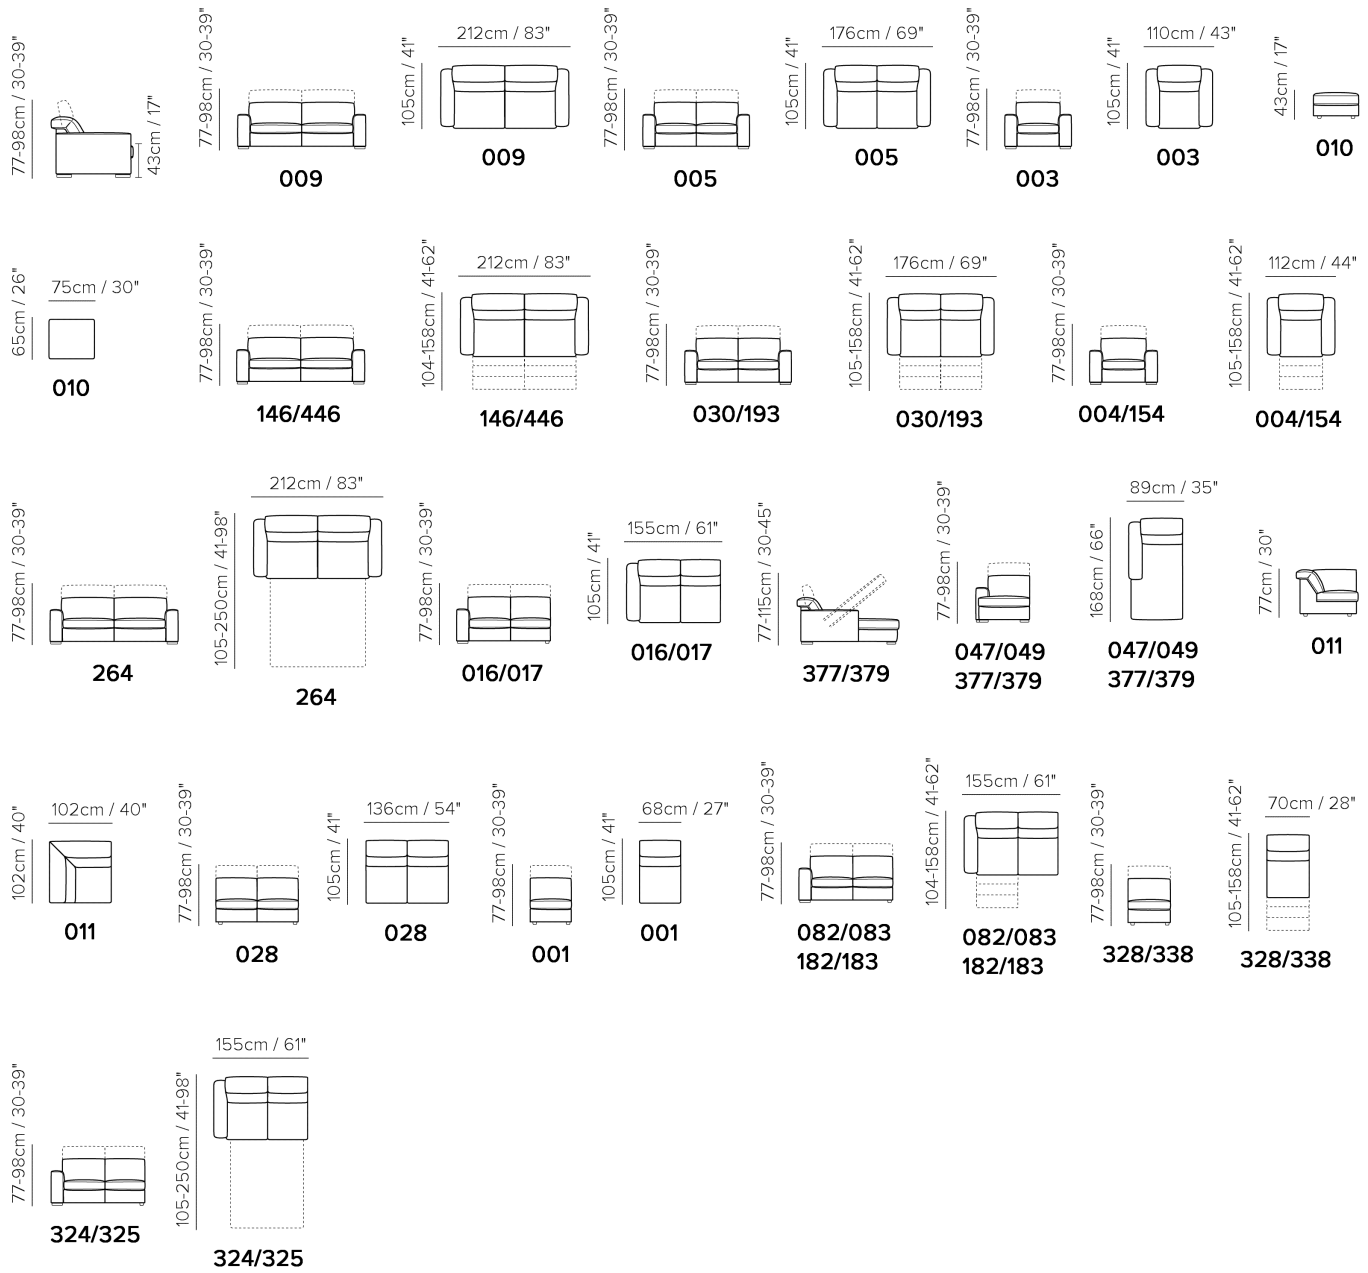 77-98cm / 30-39"
43cm / 17"
77-98cm / 30-39"
009
212cm / 83"
105cm / 41"
009
77-98cm / 30-39"
005
176cm / 69"
105cm / 41"
005
77-98cm / 30-39"
003
110cm / 43"
105cm / 41"
003
43cm / 17"
010
75cm / 30"
65cm / 26"
010
77-98cm / 30-39"
146/446
212cm / 83"
104-158cm / 41-62"
146/446
77-98cm / 30-39"
030/193
176cm / 69"
105-158cm / 41-62"
030/193
77-98cm / 30-39"
004/154
112cm / 44"
105-158cm / 41-62"
004/154
77-98cm / 30-39"
264
212cm / 83"
105-250cm / 41-98"
264
77-98cm / 30-39"
016/017
155cm / 61"
105cm / 41"
016/017
77-115cm / 30-45"
377/379
77-98cm / 30-39"
047/049
377/379
89cm / 35"
168cm / 66"
047/049
377/379
77cm / 30"
011
102cm / 40"
102cm / 40"
011
77-98cm / 30-39"
028
136cm / 54"
105cm / 41"
028
77-98cm / 30-39"
001
68cm / 27"
105cm / 41"
001
77-98cm / 30-39"
082/083
182/183
155cm / 61"
104-158cm / 41-62"
082/083
182/183
77-98cm / 30-39"
328/338
70cm / 28"
105-158cm / 41-62"
328/338
77-98cm / 30-39"
324/325
155cm / 61"
105-250cm / 41-98"
324/325